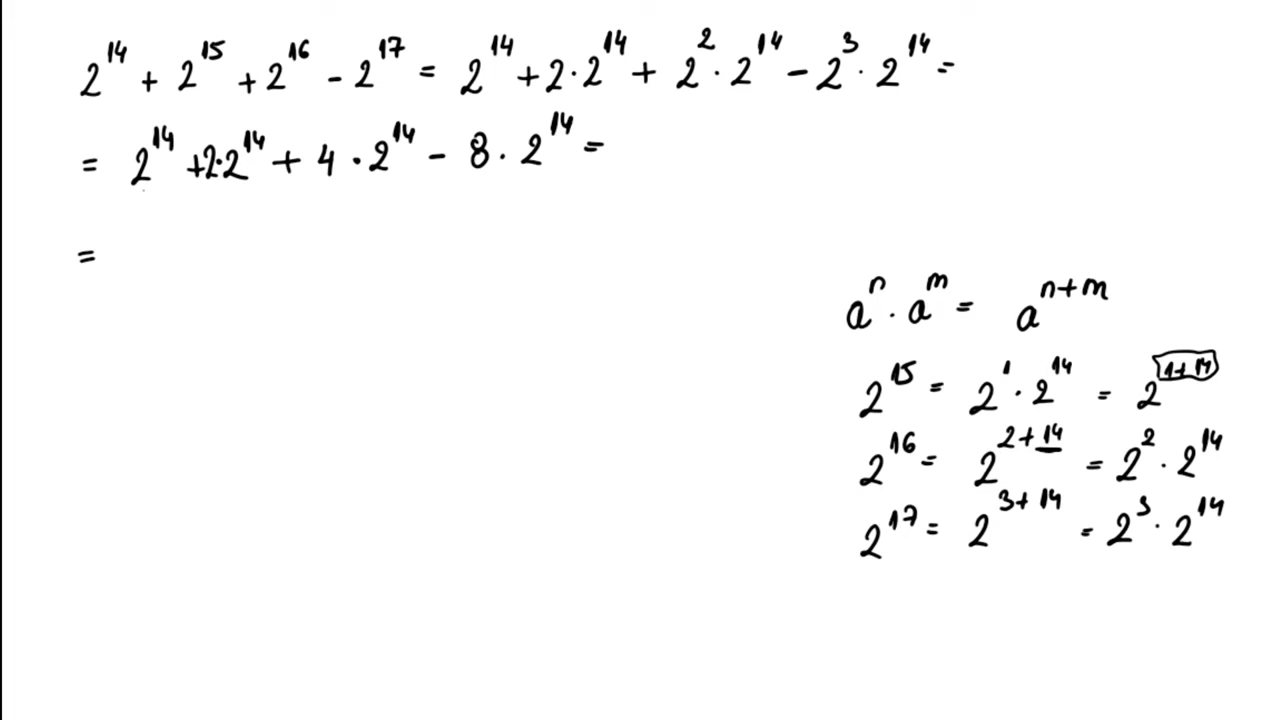 2^14 + 2^15 + 2^16 - 2^17 = 2^14 + 2·2^14 + 2^2 · 2^14 - 2^3 · 2^14 =
= 2^14 + 2·2^14 + 4 · 2^14 - 8 · 2^14 =
=
a^n · a^m = a^n+m
2^15 = 2^1 · 2^14 = 2^1+14
2^16 = 2^2+14 = 2^2 · 2^14
2^17 = 2^3+14 = 2^3 · 2^14